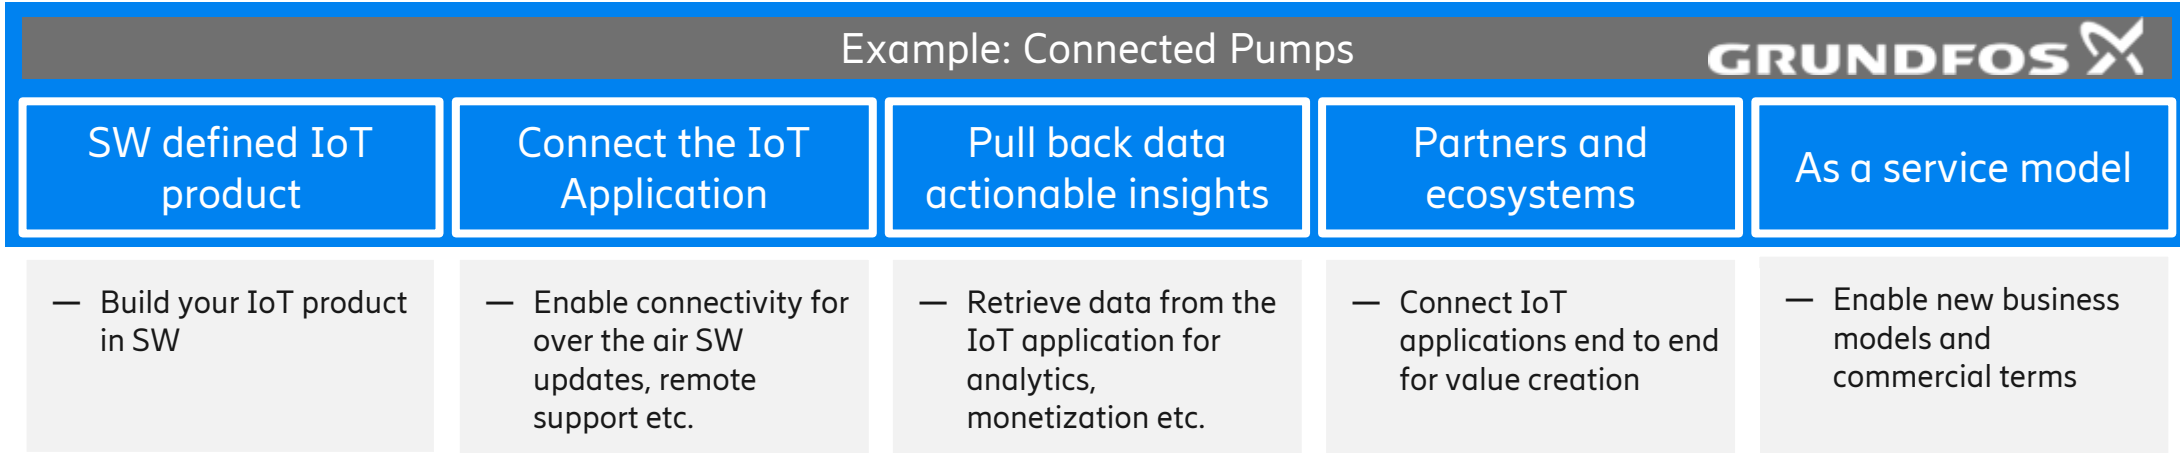 Example: Connected Pumps
GRUNDFOS
SW defined IoT
product
Connect the IoT
Application
Pull back data
actionable insights
Partners and
ecosystems
As a service model
— Build your IoT product
in SW
— Enable connectivity for
over the air SW
updates, remote
support etc.
— Retrieve data from the
IoT application for
analytics,
monetization etc.
— Connect IoT
applications end to end
for value creation
— Enable new business
models and
commercial terms